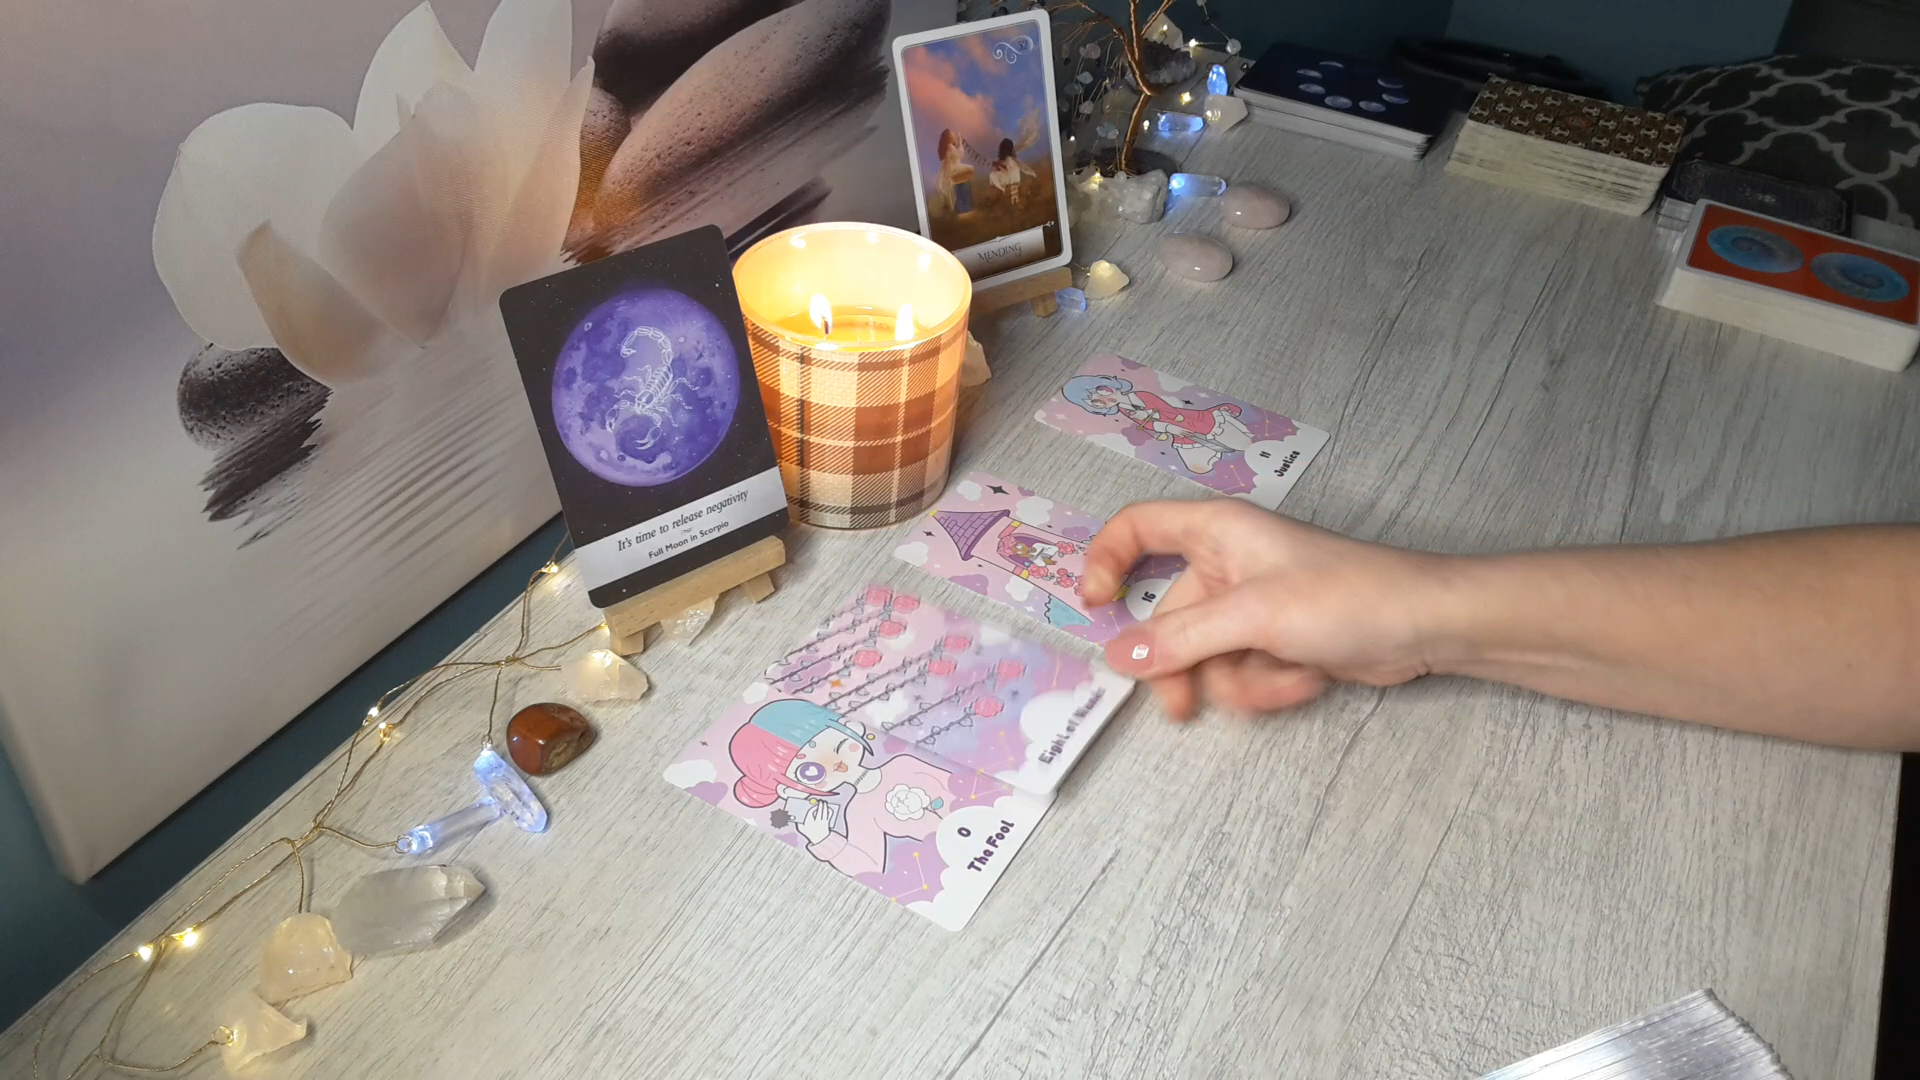 52
MENDING
It's time to release negativity
Full Moon in Scorpio
11
Justice
16
Eight of Wands
0
The Fool